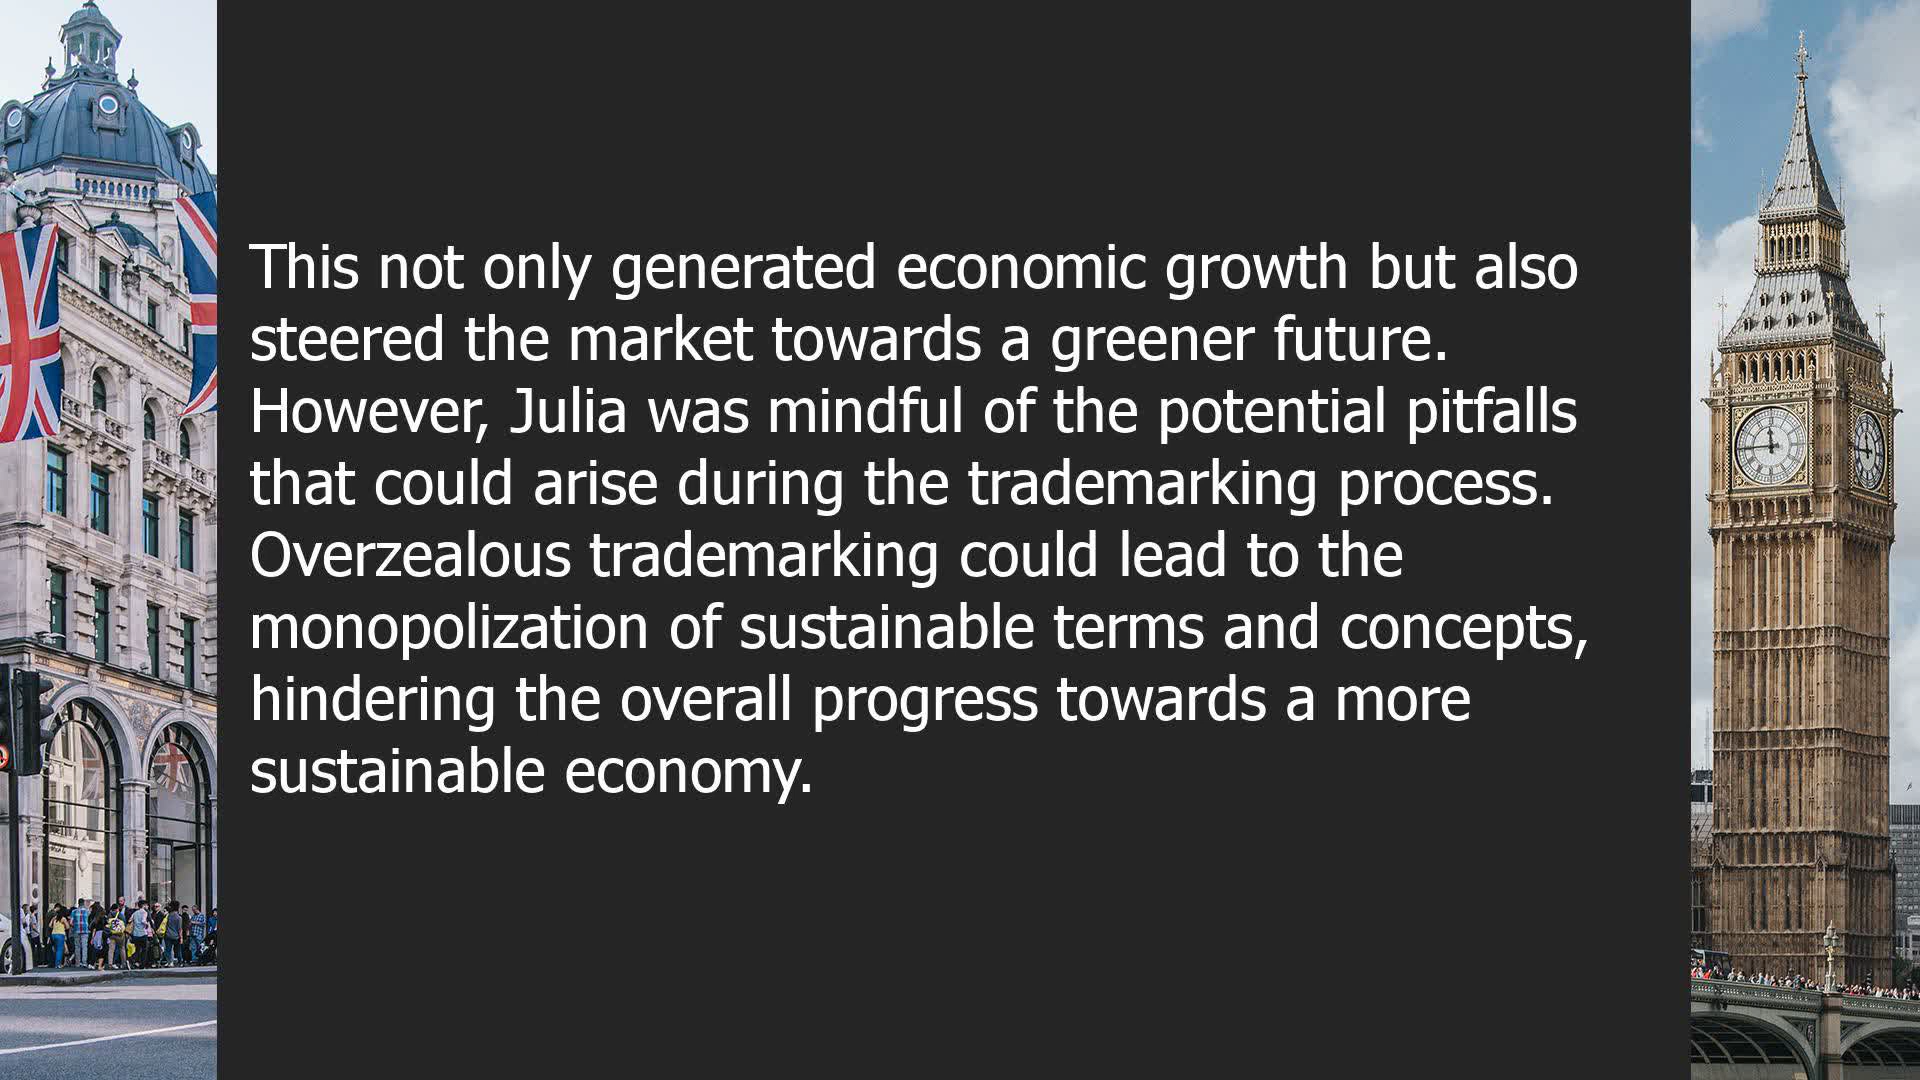 This not only generated economic growth but also
steered the market towards a greener future.
However, Julia was mindful of the potential pitfalls
that could arise during the trademarking process.
Overzealous trademarking could lead to the
monopolization of sustainable terms and concepts,
hindering the overall progress towards a more
sustainable economy.